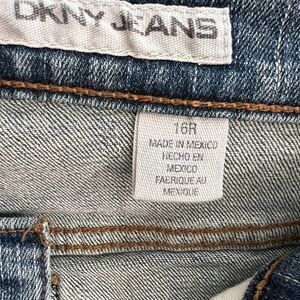 DKNY JEANS
16R
MADE IN MEXICO
HECHO EN
MEXICO
FABRIQUE AU
MEXIQUE